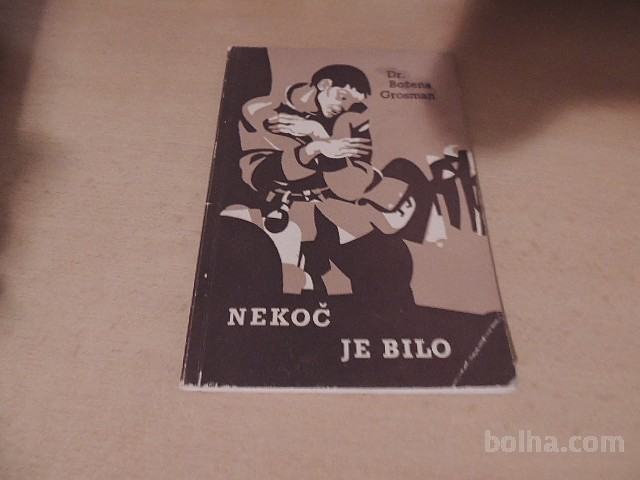 Dr.
Božena
Grosman
NEKOČ
JE BILO
bolha.com